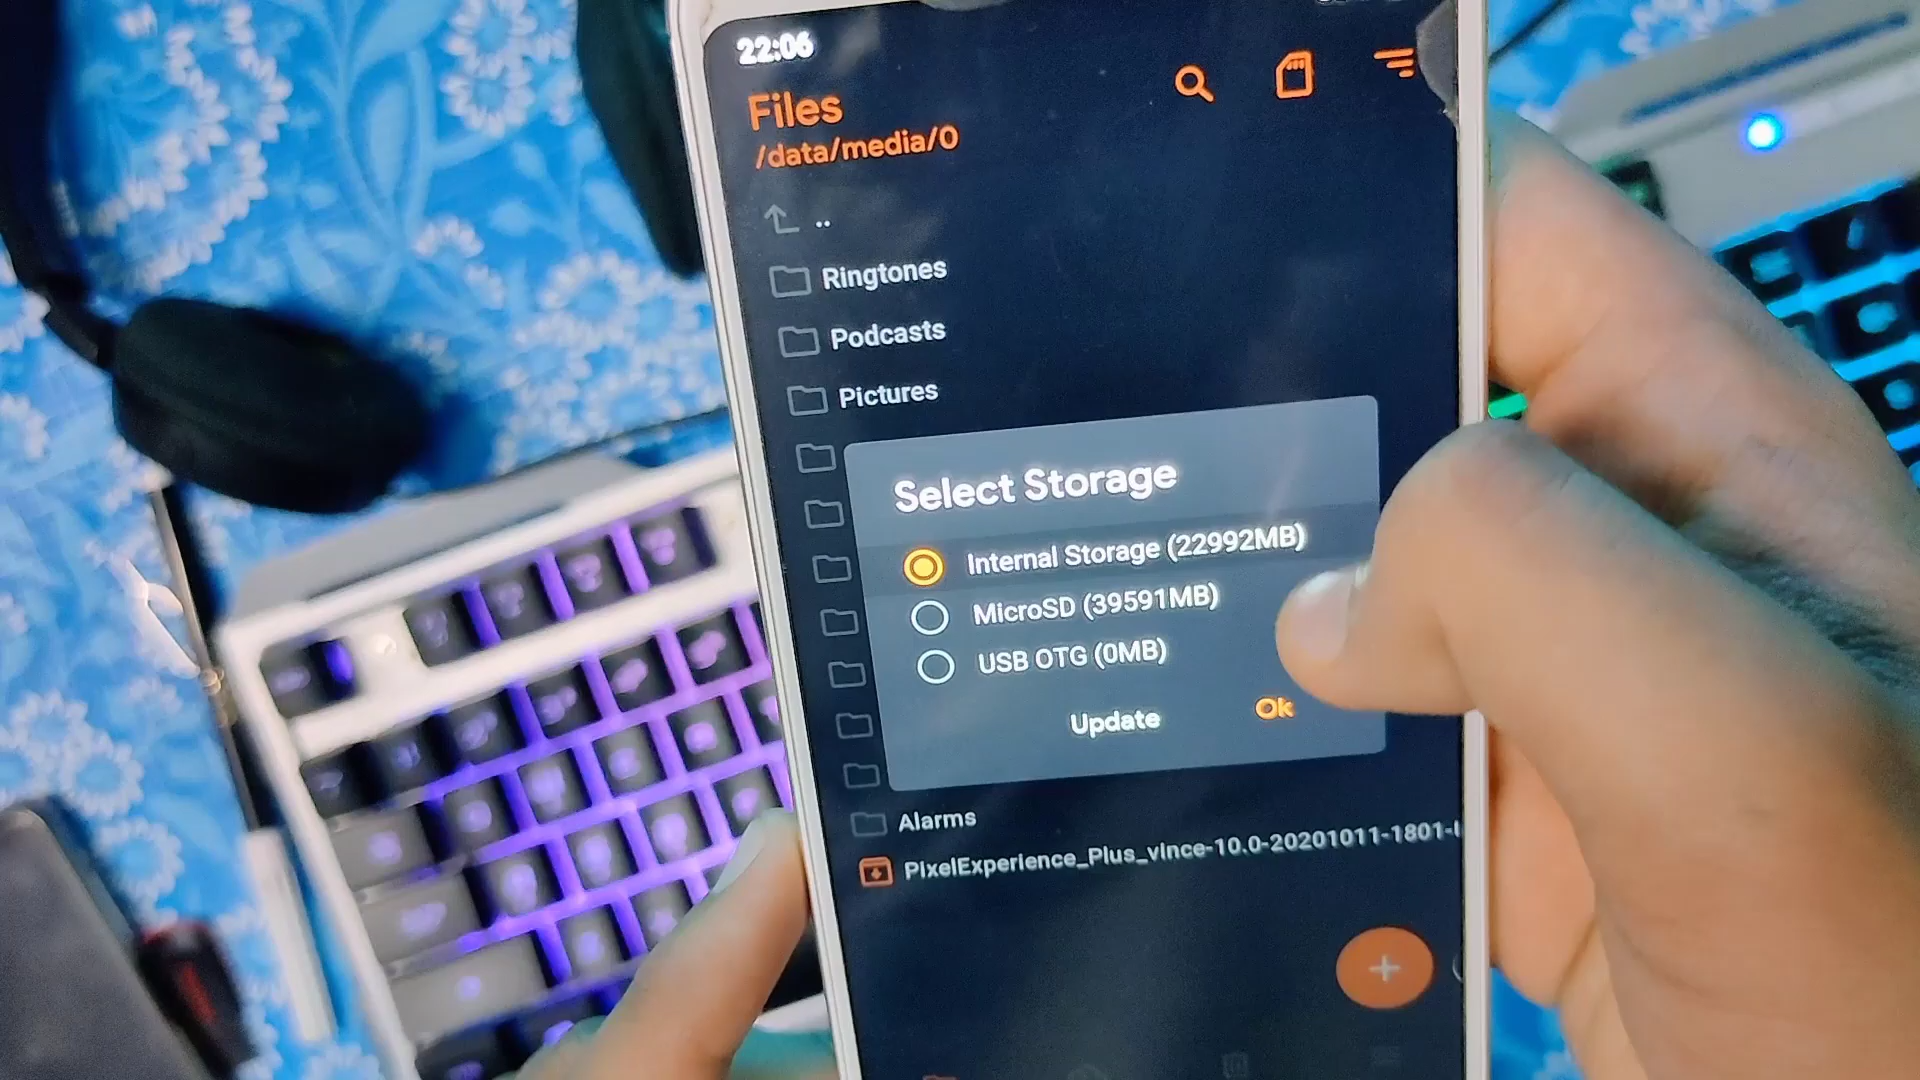 22:06
Files
/data/media/0
..
Ringtones
Podcasts
Pictures
Select Storage
Internal Storage (22992MB)
MicroSD (39591MB)
USB OTG (0MB)
Update
Ok
Alarms
PixelExperience_Plus_vince-10.0-20201011-1801-